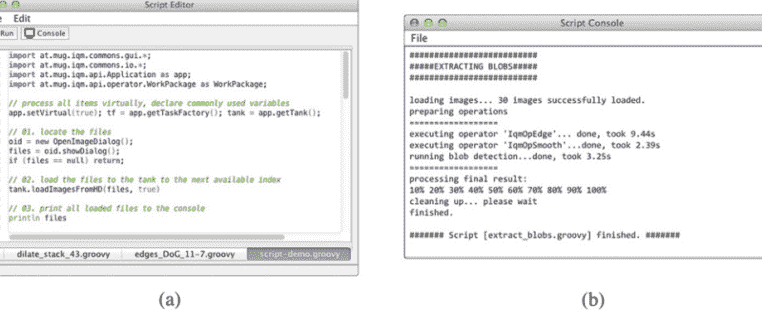 Script Editor
Edit
Run Console
import at.mug.iqm.commons.gui.*;
import at.mug.iqm.commons.io.*;
import at.mug.iqm.api.Application as app;
import at.mug.iqm.api.operator.WorkPackage as WorkPackage;
// process all items virtually, declare commonly used variables
app.setVirtual(true); tf = app.getTaskFactory(); tank = app.getTank();
// 01. locate the files
oid = new OpenImageDialog();
files = oid.showDialog();
if (files == null) return;
// 02. load the files to the tank to the next available index
tank.loadImagesFromHD(files, true)
// 03. print all loaded files to the console
println files
dilate_stack_43.groovy edges_DoG_11-7.groovy script-demo.groovy
(a)
Script Console
File
##########################
#####EXTRACTING BLOBS#####
##########################
loading images... 30 images successfully loaded.
preparing operations
==================
executing operator 'IqmOpEdge'... done, took 9.44s
executing operator 'IqmOpSmooth'...done, took 2.39s
running blob detection...done, took 3.25s
==================
processing final result:
10% 20% 30% 40% 50% 60% 70% 80% 90% 100%
cleaning up... please wait
finished.
####### Script [extract_blobs.groovy] finished. #######
(b)